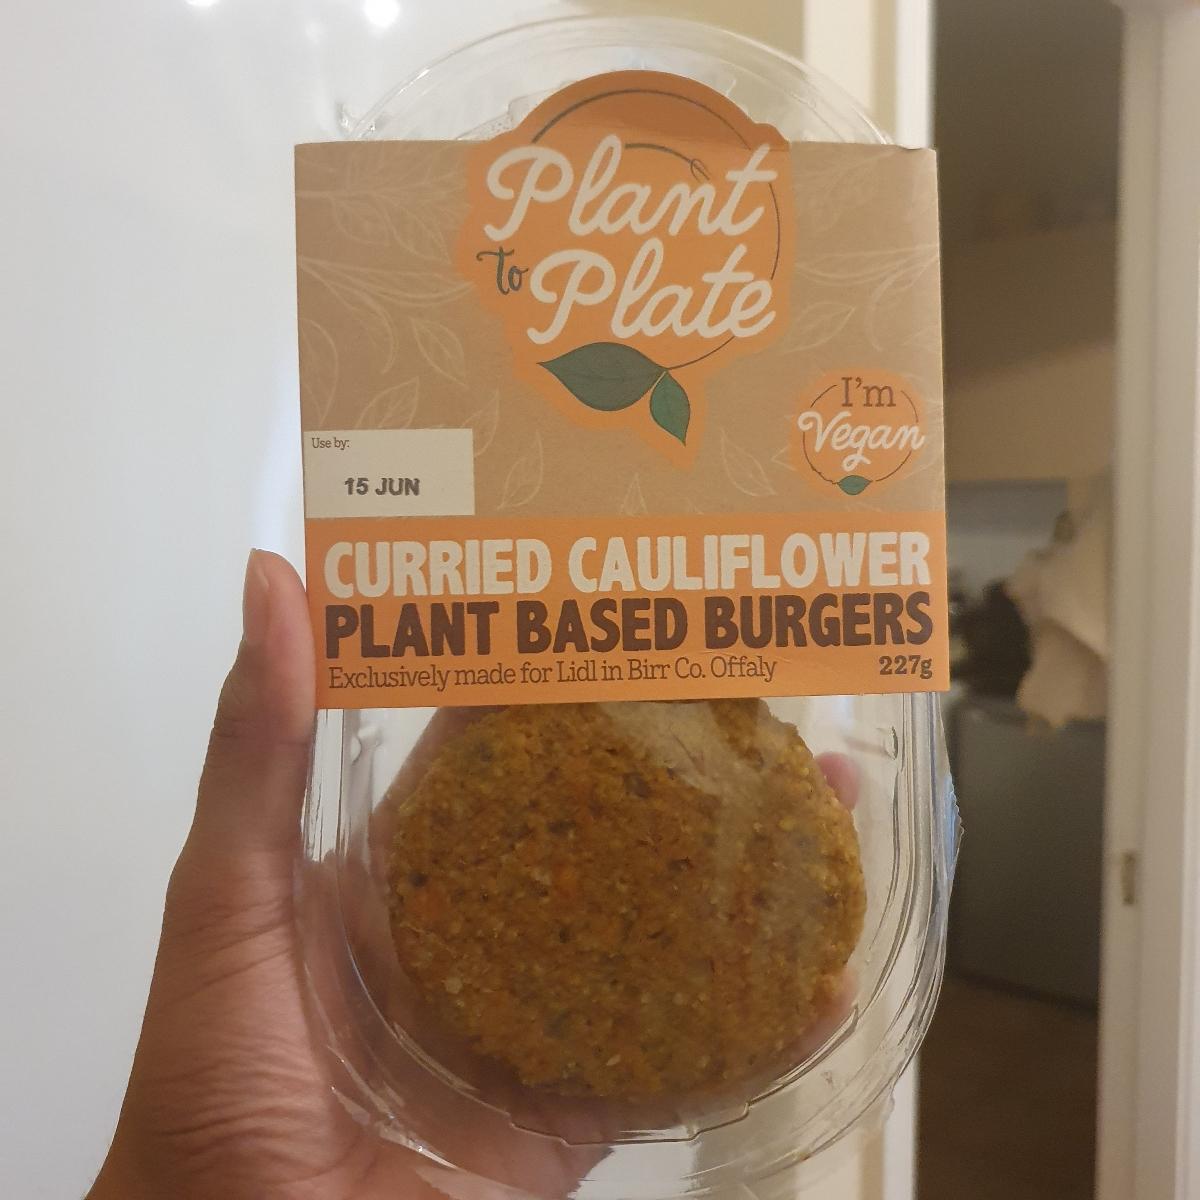 Plant
to Plate
I'm
Vegan
Use by:
15 JUN
CURRIED CAULIFLOWER
PLANT BASED BURGERS
Exclusively made for Lidl in Birr Co. Offaly 227g